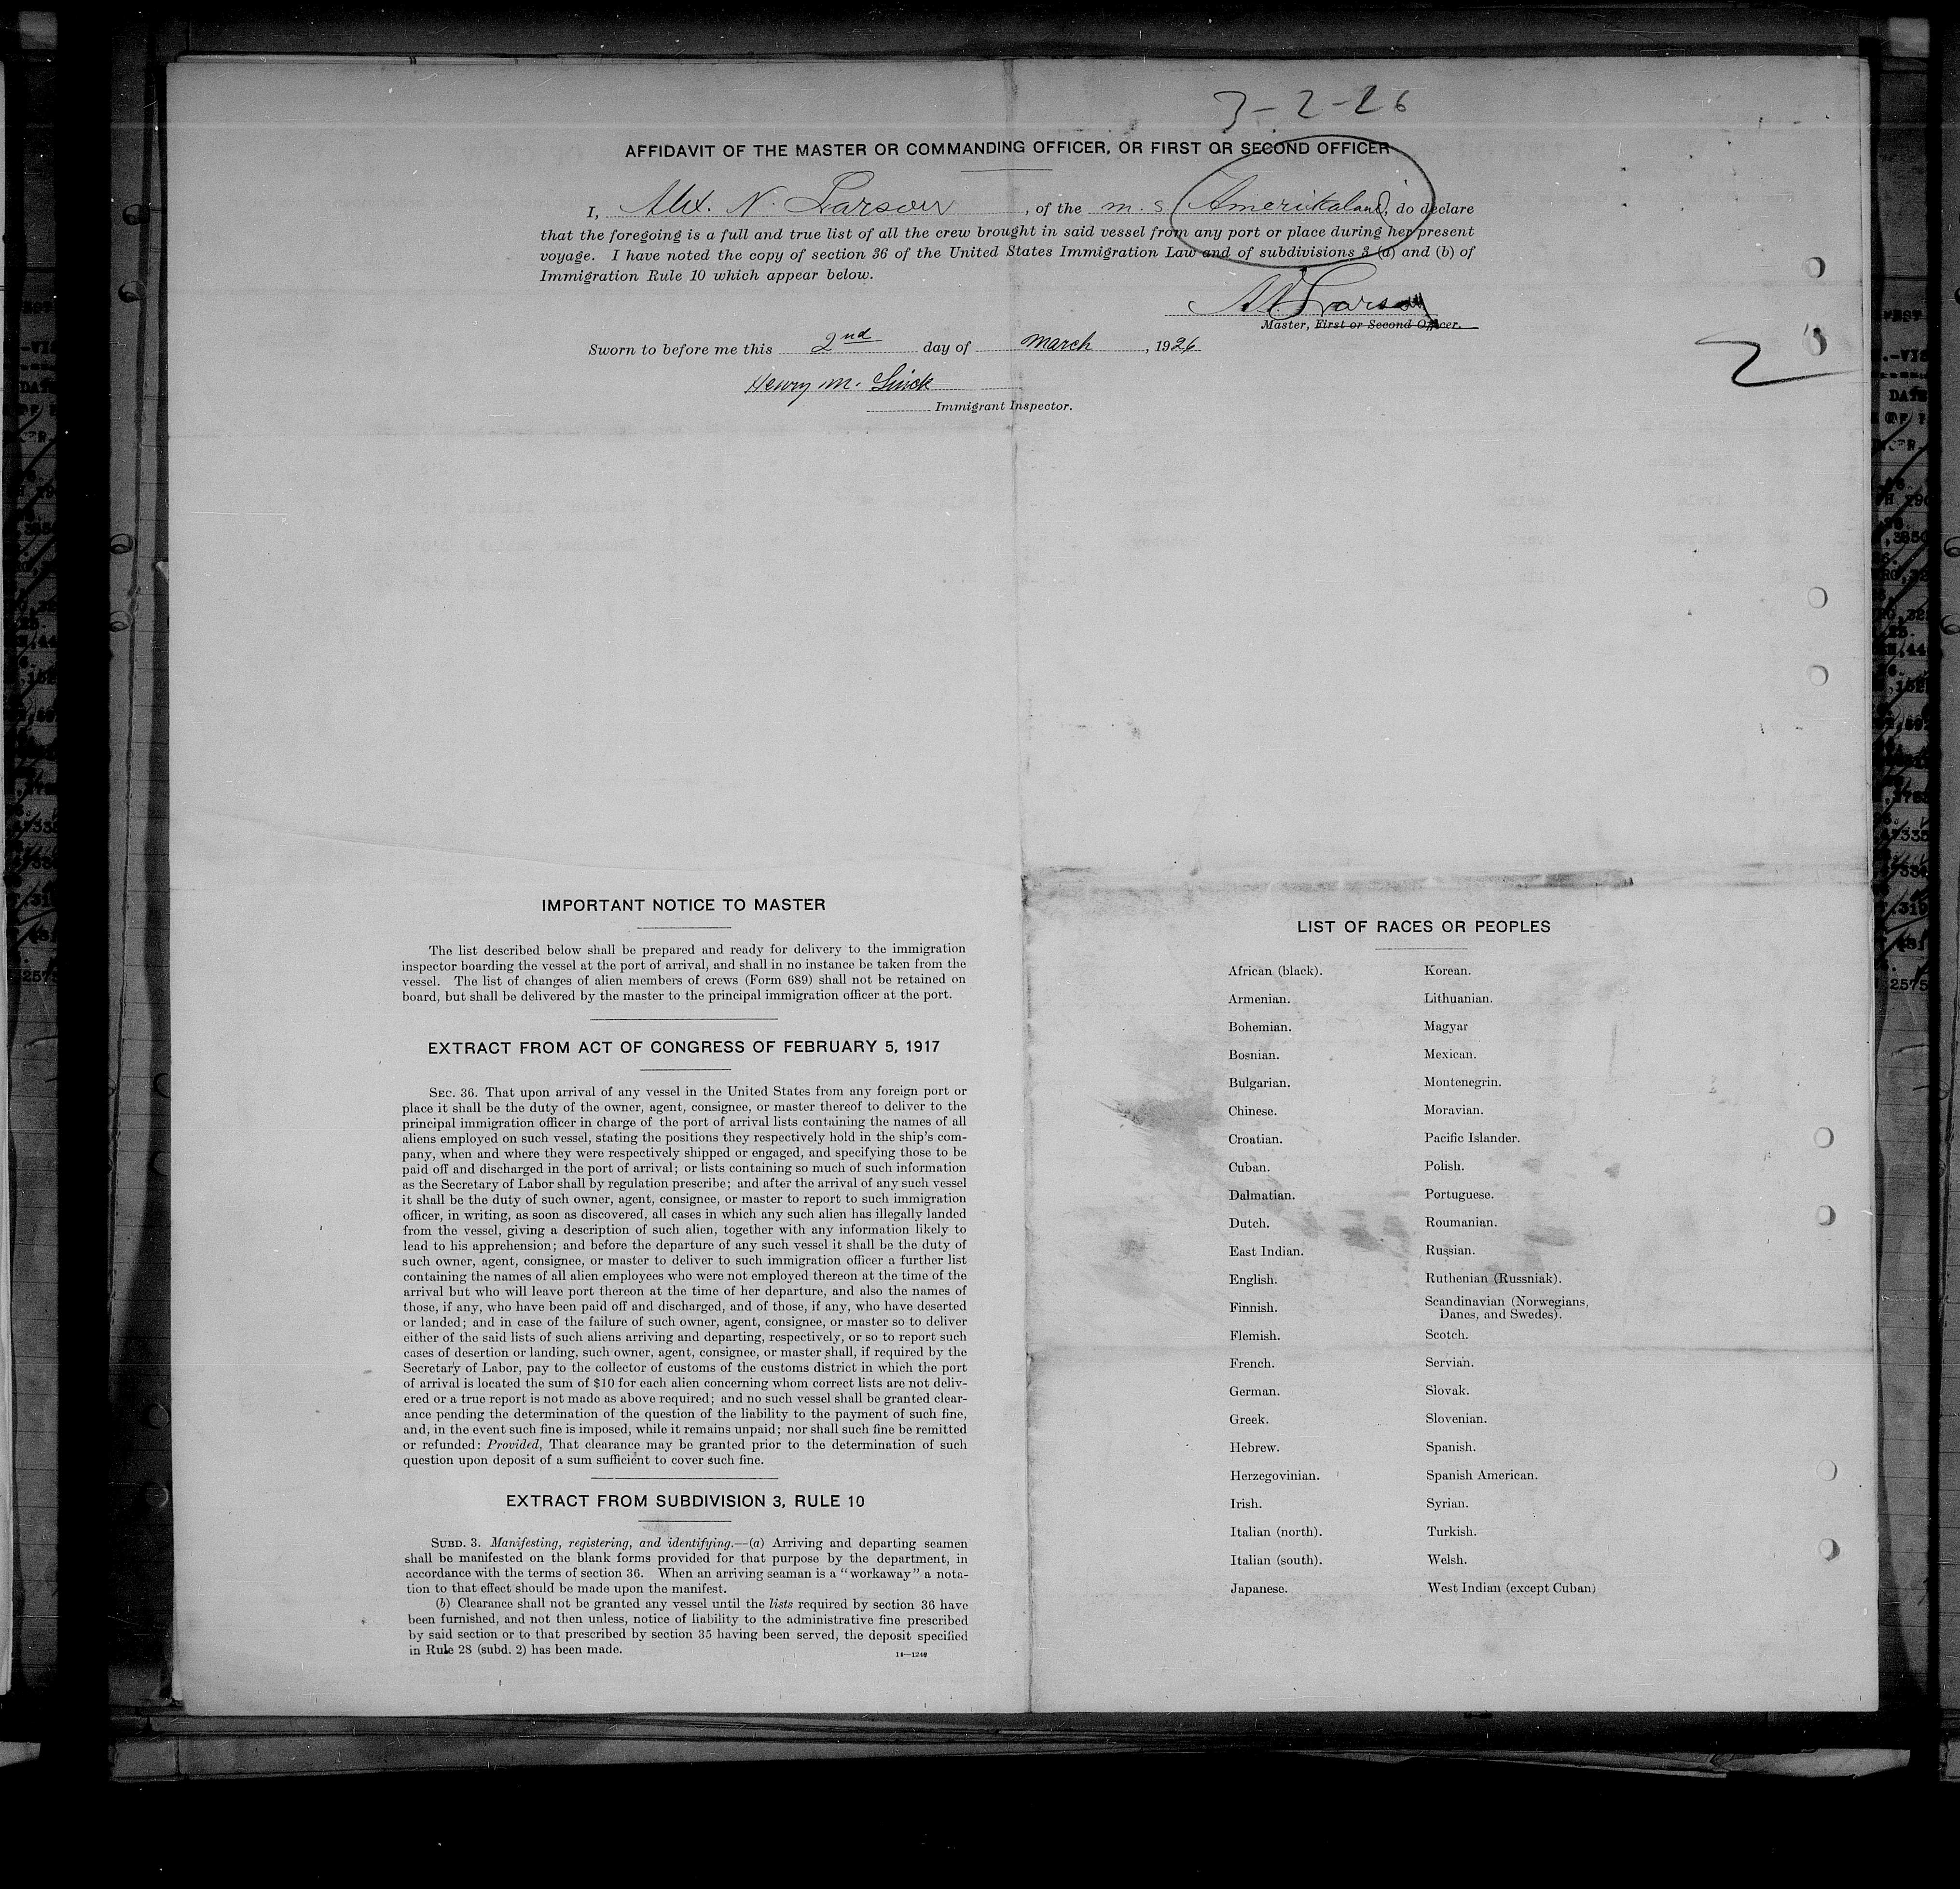 3-2-26
AFFIDAVIT OF THE MASTER OR COMMANDING OFFICER, OR FIRST OR SECOND OFFICER
I, Alex. N. Larson, of the m. s Amerikaland, do declare
that the foregoing is a full and true list of all the crew brought in said vessel from any port or place during her present
voyage. I have noted the copy of section 36 of the United States Immigration Law and of subdivisions 3 (a) and (b) of
Immigration Rule 10 which appear below.
A N Larson
Master, First or Second Officer.
Sworn to before me this 2nd day of March, 1926
2
Henry M.
Immigrant Inspector.
IMPORTANT NOTICE TO MASTER
The list described below shall be prepared and ready for delivery to the immigration
inspector boarding the vessel at the port of arrival, and shall in no instance be taken from the
vessel. The list of changes of alien members of crews (Form 689) shall not be retained on
board, but shall be delivered by the master to the principal immigration officer at the port.
EXTRACT FROM ACT OF CONGRESS OF FEBRUARY 5, 1917
SEC. 36. That upon arrival of any vessel in the United States from any foreign port or
place it shall be the duty of the owner, agent, consignee, or master thereof to deliver to the
principal immigration officer in charge of the port of arrival lists containing the names of all
aliens employed on such vessel, stating the positions they respectively hold in the ship's com-
pany, when and where they were respectively shipped or engaged, and specifying those to be
paid off and discharged in the port of arrival; or lists containing so much of such information
as the Secretary of Labor shall by regulation prescribe; and after the arrival of any such vessel
it shall be the duty of such owner, agent, consignee, or master to report to such immigration
officer, in writing, as soon as discovered, all cases in which any such alien has illegally landed
from the vessel, giving a description of such alien, together with any information likely to
lead to his apprehension; and before the departure of any such vessel it shall be the duty of
such owner, agent, consignee, or master to deliver to such immigration officer a further list
containing the names of all alien employees who were not employed thereon at the time of the
arrival but who will leave port thereon at the time of her departure, and also the names of
those, if any, who have been paid off and discharged, and of those, if any, who have deserted
or landed; and in case of the failure of such owner, agent, consignee, or master so to deliver
either of the said lists of such aliens arriving and departing, respectively, or so to report such
cases of desertion or landing, such owner, agent, consignee, or master shall, if required by the
Secretary of Labor, pay to the collector of customs of the customs district in which the port
of arrival is located the sum of $10 for each alien concerning whom correct lists are not deliv-
ered or a true report is not made as above required; and no such vessel shall be granted clear-
ance pending the determination of the question of the liability to the payment of such fine,
and, in the event such fine is imposed, while it remains unpaid; nor shall such fine be remitted
or refunded: Provided, That clearance may be granted prior to the determination of such
question upon deposit of a sum sufficient to cover such fine.
EXTRACT FROM SUBDIVISION 3, RULE 10
SUBD. 3. Manifesting, registering, and identifying.—(a) Arriving and departing seamen
shall be manifested on the blank forms provided for that purpose by the department, in
accordance with the terms of section 36. When an arriving seaman is a "workaway" a nota-
tion to that effect should be made upon the manifest.
(b) Clearance shall not be granted any vessel until the lists required by section 36 have
been furnished, and not then unless, notice of liability to the administrative fine prescribed
by said section or to that prescribed by section 35 having been served, the deposit specified
in Rule 28 (subd. 2) has been made.
14—1240
LIST OF RACES OR PEOPLES
African (black).
Armenian.
Bohemian.
Bosnian.
Bulgarian.
Chinese.
Croatian.
Cuban.
Dalmatian.
Dutch.
East Indian.
English.
Finnish.
Flemish.
French.
German.
Greek.
Hebrew.
Herzegovinian.
Irish.
Italian (north).
Italian (south).
Japanese.
Korean.
Lithuanian.
Magyar
Mexican.
Montenegrin.
Moravian.
Pacific Islander.
Polish.
Portuguese.
Roumanian.
Russian.
Ruthenian (Russniak).
Scandinavian (Norwegians,
Danes, and Swedes).
Scotch.
Servian.
Slovak.
Slovenian.
Spanish.
Spanish American.
Syrian.
Turkish.
Welsh.
West Indian (except Cuban)